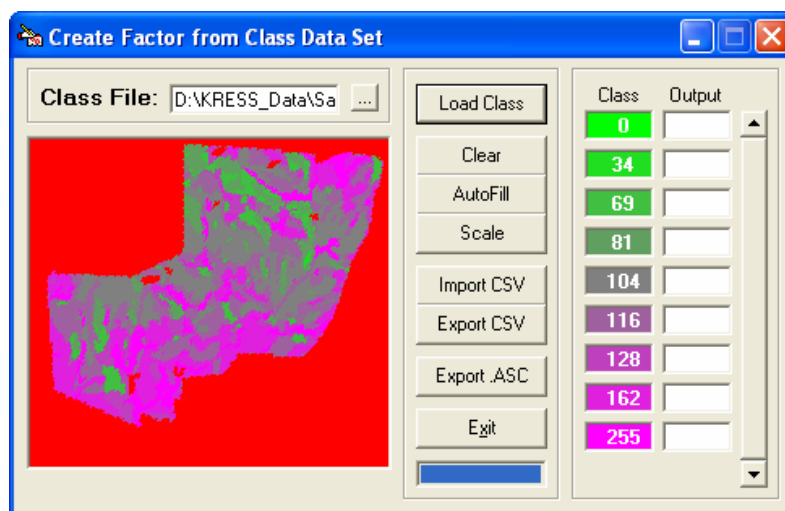 Create Factor from Class Data Set
Class File: D:\KRESS_Data\Sa ...
Load Class
Clear
AutoFill
Scale
Import CSV
Export CSV
Export .ASC
Exit
Class Output
0
34
69
81
104
116
128
162
255